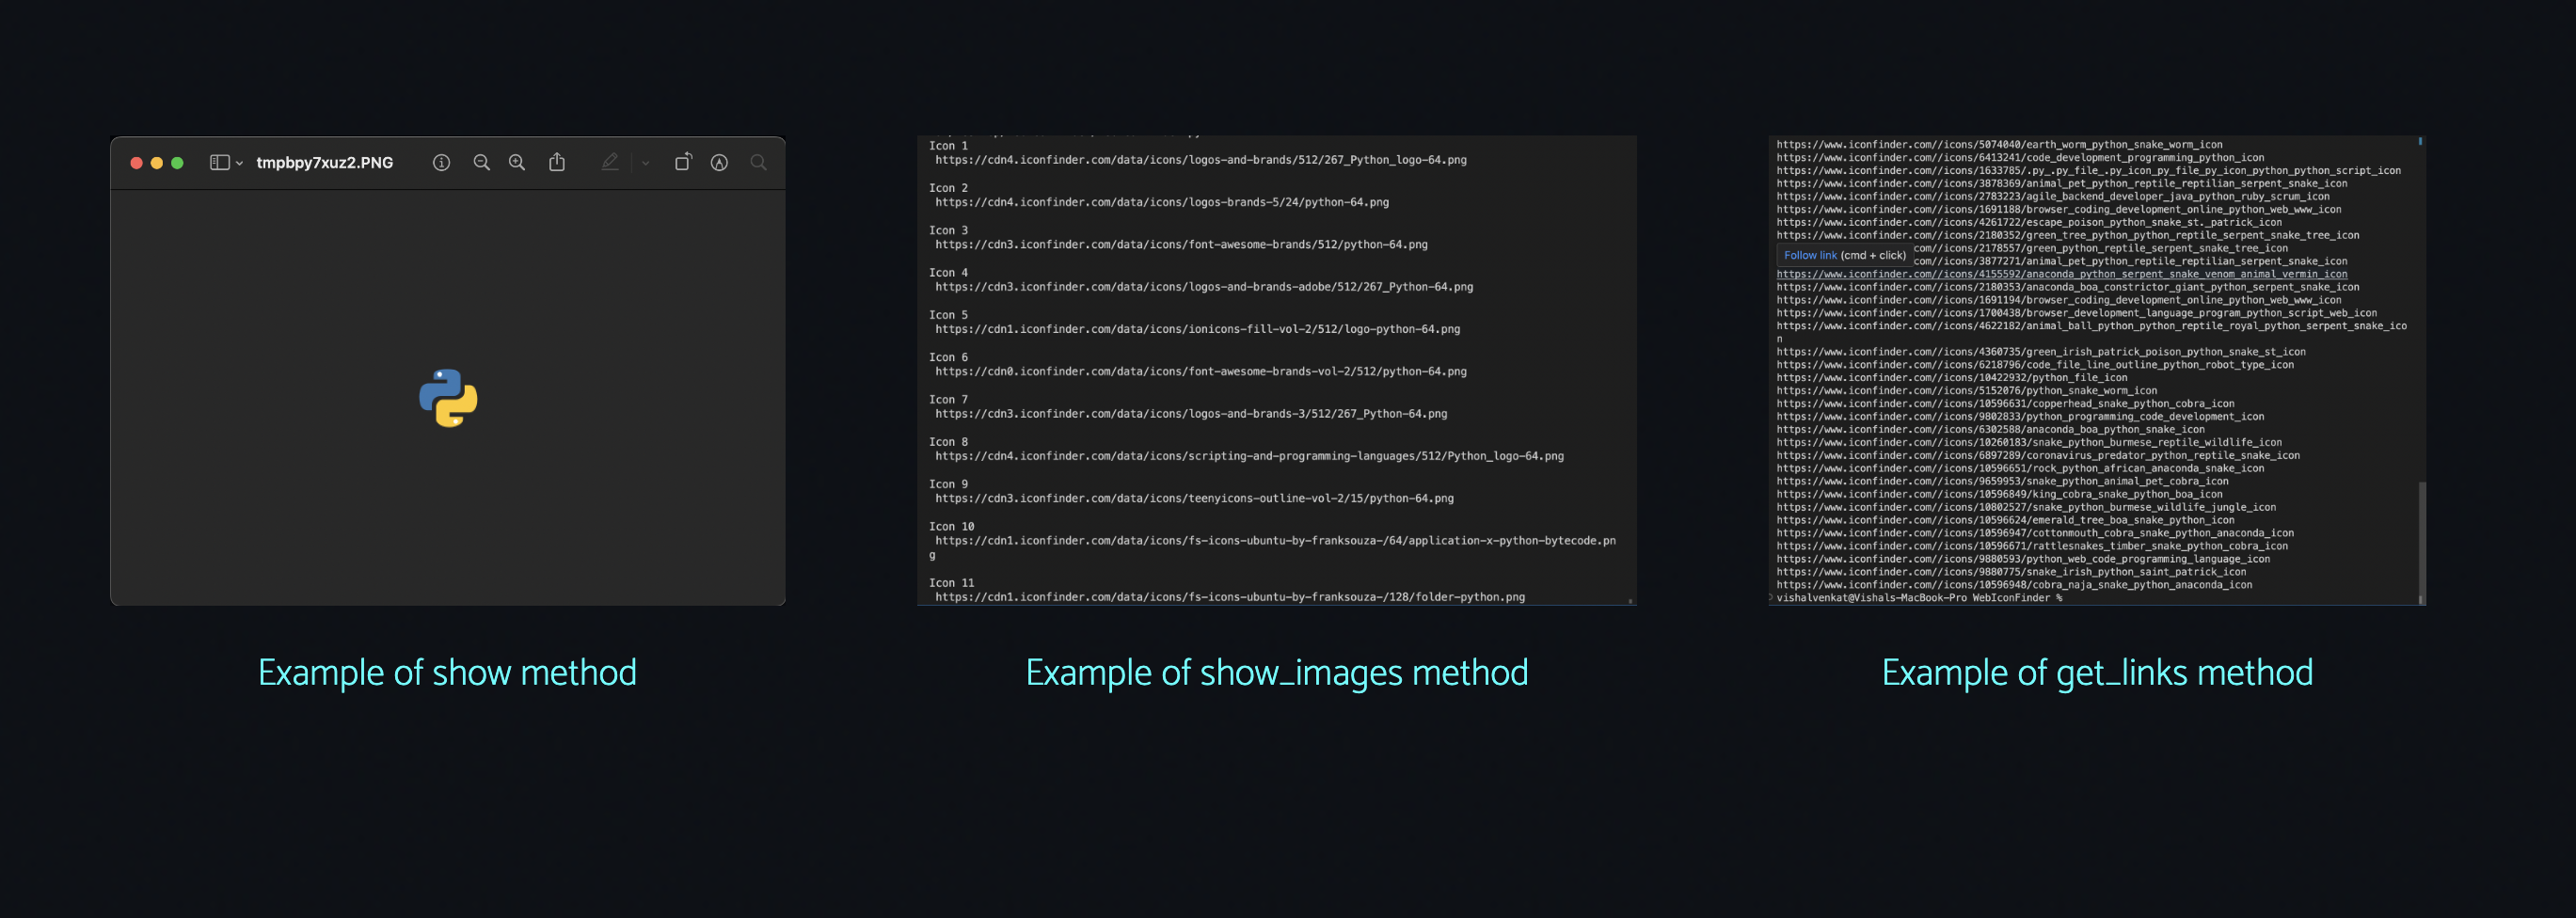 tmpbpy7xuz2.PNG
Icon 1
https://cdn4.iconfinder.com/data/icons/logos-and-brands/512/267_Python_logo-64.png
Icon 2
https://cdn4.iconfinder.com/data/icons/logos-brands-5/24/python-64.png
Icon 3
https://cdn3.iconfinder.com/data/icons/font-awesome-brands/512/python-64.png
Icon 4
https://cdn3.iconfinder.com/data/icons/logos-and-brands-adobe/512/267_Python-64.png
Icon 5
https://cdn1.iconfinder.com/data/icons/ionicons-fill-vol-2/512/logo-python-64.png
Icon 6
https://cdn0.iconfinder.com/data/icons/font-awesome-brands-vol-2/512/python-64.png
Icon 7
https://cdn3.iconfinder.com/data/icons/logos-and-brands-3/512/267_Python-64.png
Icon 8
https://cdn4.iconfinder.com/data/icons/scripting-and-programming-languages/512/Python_logo-64.png
Icon 9
https://cdn3.iconfinder.com/data/icons/teenyicons-outline-vol-2/15/python-64.png
Icon 10
https://cdn1.iconfinder.com/data/icons/fs-icons-ubuntu-by-franksouza-/64/application-x-python-bytecode.pn
g
Icon 11
https://cdn1.iconfinder.com/data/icons/fs-icons-ubuntu-by-franksouza-/128/folder-python.png
https://www.iconfinder.com//icons/5074040/earth_worm_python_snake_worm_icon
https://www.iconfinder.com//icons/6413241/code_development_programming_python_icon
https://www.iconfinder.com//icons/1633785/.py_.py_file_.py_icon_py_file_py_icon_python_python_script_icon
https://www.iconfinder.com//icons/3878369/animal_pet_python_reptile_reptilian_serpent_snake_icon
https://www.iconfinder.com//icons/2783223/agile_backend_developer_java_python_ruby_scrum_icon
https://www.iconfinder.com//icons/1691188/browser_coding_development_online_python_web_www_icon
https://www.iconfinder.com//icons/4261722/escape_poison_python_snake_st._patrick_icon
https://www.iconfinder.com//icons/2180352/green_tree_python_python_reptile_serpent_snake_tree_icon
com//icons/2178557/green_python_reptile_serpent_snake_tree_icon
Follow link (cmd + click)
com//icons/3877271/animal_pet_python_reptile_reptilian_serpent_snake_icon
https://www.iconfinder.com//icons/4155592/anaconda_python_serpent_snake_venom_animal_vermin_icon
https://www.iconfinder.com//icons/2180353/anaconda_boa_constrictor_giant_python_serpent_snake_icon
https://www.iconfinder.com//icons/1691194/browser_coding_development_online_python_web_www_icon
https://www.iconfinder.com//icons/1700438/browser_development_language_program_python_script_web_icon
https://www.iconfinder.com//icons/4622182/animal_ball_python_python_reptile_royal_python_serpent_snake_ico
n
https://www.iconfinder.com//icons/4360735/green_irish_patrick_poison_python_snake_st_icon
https://www.iconfinder.com//icons/6218796/code_file_line_outline_python_robot_type_icon
https://www.iconfinder.com//icons/10422932/python_file_icon
https://www.iconfinder.com//icons/5152076/python_snake_worm_icon
https://www.iconfinder.com//icons/10596631/copperhead_snake_python_cobra_icon
https://www.iconfinder.com//icons/9802833/python_programming_code_development_icon
https://www.iconfinder.com//icons/6302588/anaconda_boa_python_snake_icon
https://www.iconfinder.com//icons/10260183/snake_python_burmese_reptile_wildlife_icon
https://www.iconfinder.com//icons/6897289/coronavirus_predator_python_reptile_snake_icon
https://www.iconfinder.com//icons/10596651/rock_python_african_anaconda_snake_icon
https://www.iconfinder.com//icons/9659953/snake_python_animal_pet_cobra_icon
https://www.iconfinder.com//icons/10596849/king_cobra_snake_python_boa_icon
https://www.iconfinder.com//icons/10802527/snake_python_burmese_wildlife_jungle_icon
https://www.iconfinder.com//icons/10596624/emerald_tree_boa_snake_python_icon
https://www.iconfinder.com//icons/10596947/cottonmouth_cobra_snake_python_anaconda_icon
https://www.iconfinder.com//icons/10596671/rattlesnakes_timber_snake_python_cobra_icon
https://www.iconfinder.com//icons/9880593/python_web_code_programming_language_icon
https://www.iconfinder.com//icons/9880775/snake_irish_python_saint_patrick_icon
https://www.iconfinder.com//icons/10596948/cobra_naja_snake_python_anaconda_icon
vishalvenkat@Vishals-MacBook-Pro WebIconFinder %
Example of show method
Example of show_images method
Example of get_links method